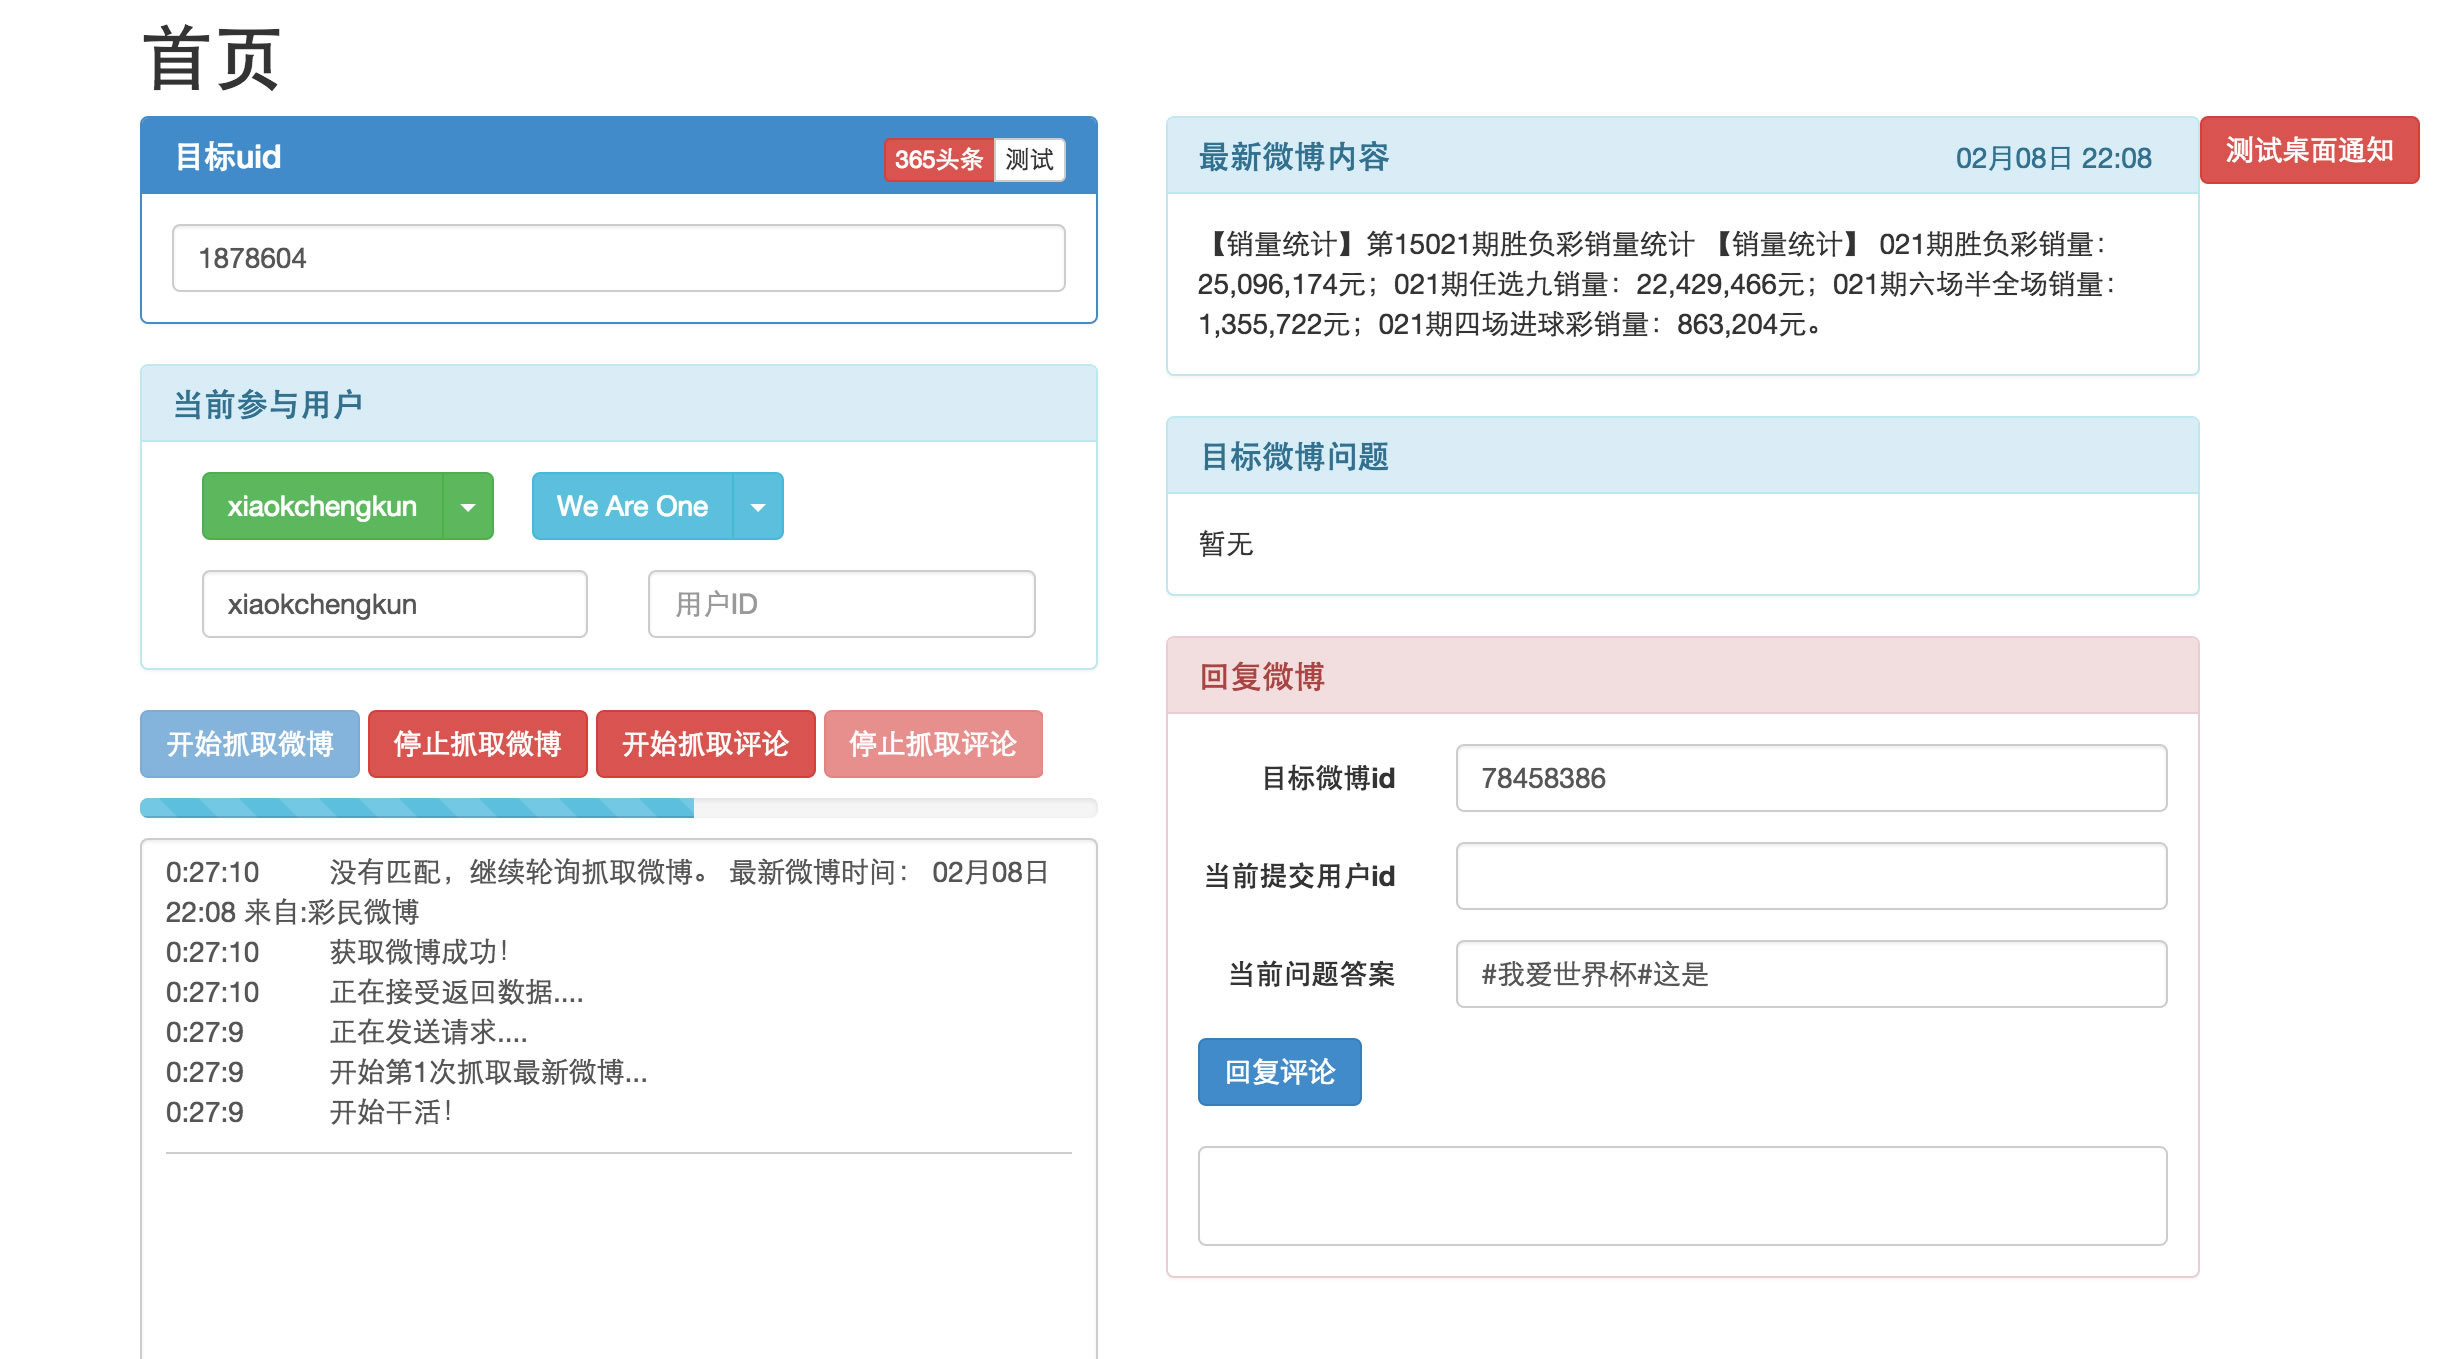 首页
目标uid
365头条
测试
1878604
当前参与用户
xiaokchengkun
We Are One
xiaokchengkun
用户ID
开始抓取微博
停止抓取微博
开始抓取评论
停止抓取评论
0:27:10 没有匹配，继续轮询抓取微博。 最新微博时间： 02月08日
22:08 来自:彩民微博
0:27:10 获取微博成功！
0:27:10 正在接受返回数据....
0:27:9 正在发送请求....
0:27:9 开始第1次抓取最新微博...
0:27:9 开始干活！
最新微博内容
02月08日 22:08
测试桌面通知
【销量统计】第15021期胜负彩销量统计 【销量统计】 021期胜负彩销量：
25,096,174元；021期任选九销量：22,429,466元；021期六场半全场销量：
1,355,722元；021期四场进球彩销量：863,204元。
目标微博问题
暂无
回复微博
目标微博id
78458386
当前提交用户id
当前问题答案
#我爱世界杯#这是
回复评论